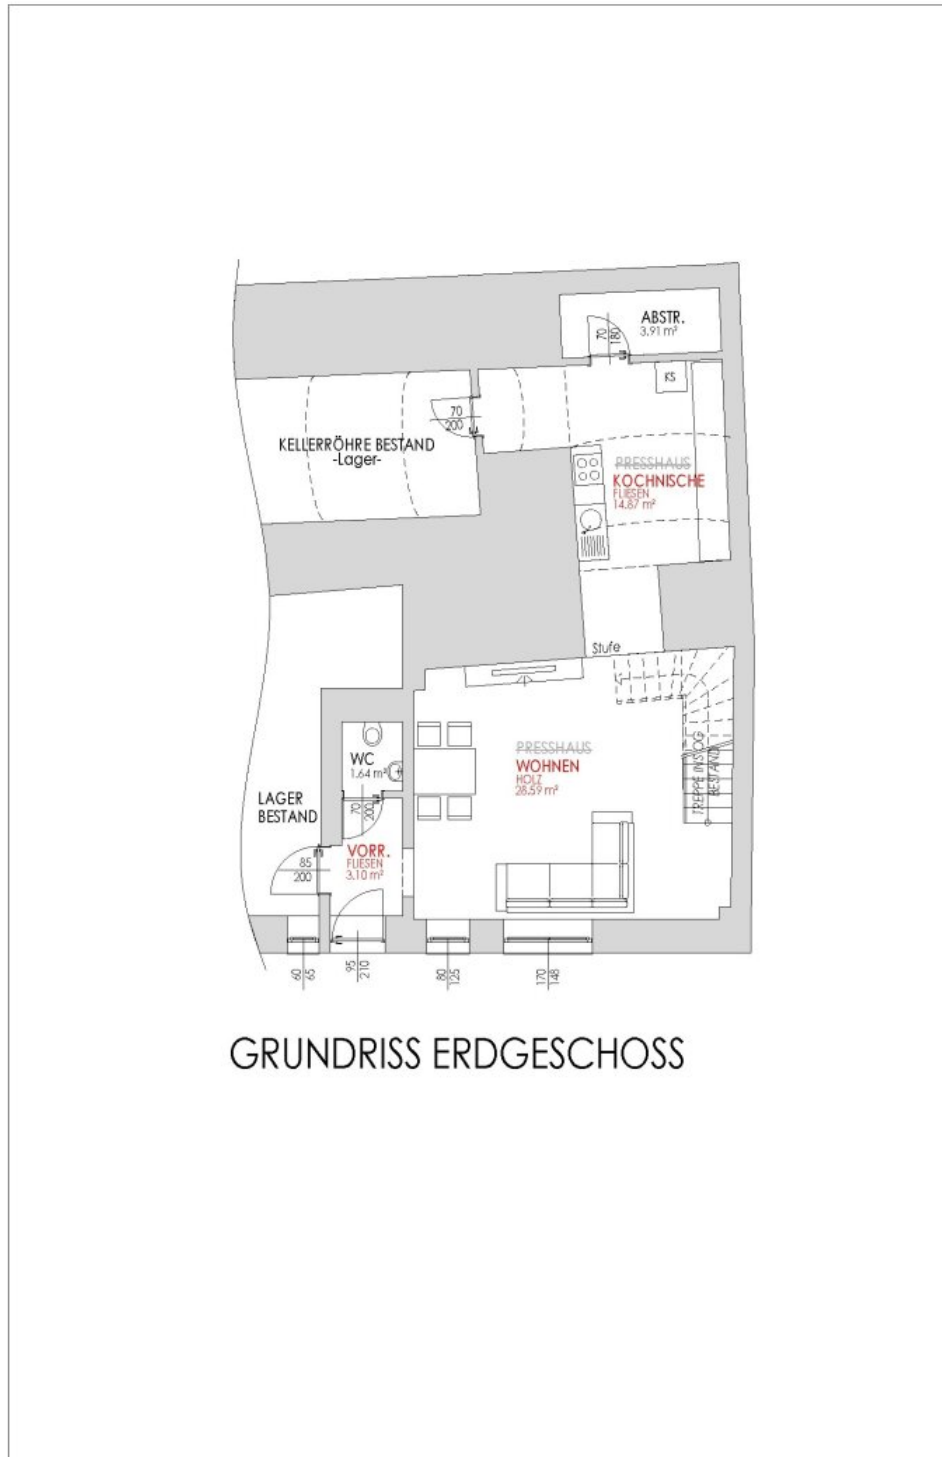 ABSTR.
3.91 m²
70
180
KS
70
200
KELLERRÖHRE BESTAND
-Lager-
PRESSHAUS
KOCHNISCHE
FLIESEN
14.87 m²
Stufe
PRESSHAUS
WOHNEN
HOLZ
28.59 m²
TREPPE INS OG
BESTAND
WC
1.64 m²
70
200
LAGER
BESTAND
VORR.
FLIESEN
3.10 m²
85
200
60
65
95
210
80
125
170
148
GRUNDRISS ERDGESCHOSS